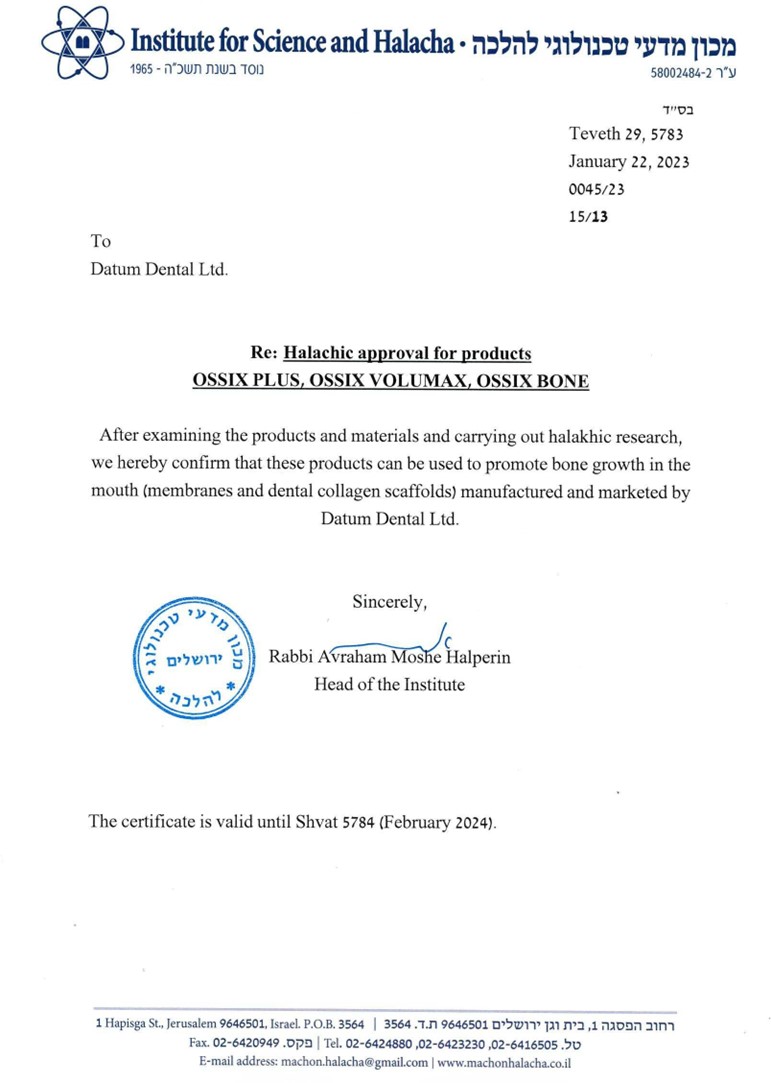 Institute for Science and Halacha • מכון מדעי טכנולוגי להלכה
נוסד בשנת תשכ"ה - 1965
ע"ר 58002484-2
בס"ד
Teveth 29, 5783
January 22, 2023
0045/23
15/13
To
Datum Dental Ltd.
Re: Halachic approval for products
OSSIX PLUS, OSSIX VOLUMAX, OSSIX BONE
After examining the products and materials and carrying out halakhic research,
we hereby confirm that these products can be used to promote bone growth in the
mouth (membranes and dental collagen scaffolds) manufactured and marketed by
Datum Dental Ltd.
Sincerely,
Rabbi Avraham Moshe Halperin
Head of the Institute
מכון מדעי טכנולוגי
ירושלים
* להלכה *
The certificate is valid until Shvat 5784 (February 2024).
1 Hapisga St., Jerusalem 9646501, Israel. P.O.B. 3564 | רחוב הפסגה 1, בית וגן ירושלים 9646501 ת.ד. 3564
Fax. 02-6420949 פקס. | Tel. 02-6424880 ,02-6423230 ,02-6416505 טל.
E-mail address: machon.halacha@gmail.com | www.machonhalacha.co.il